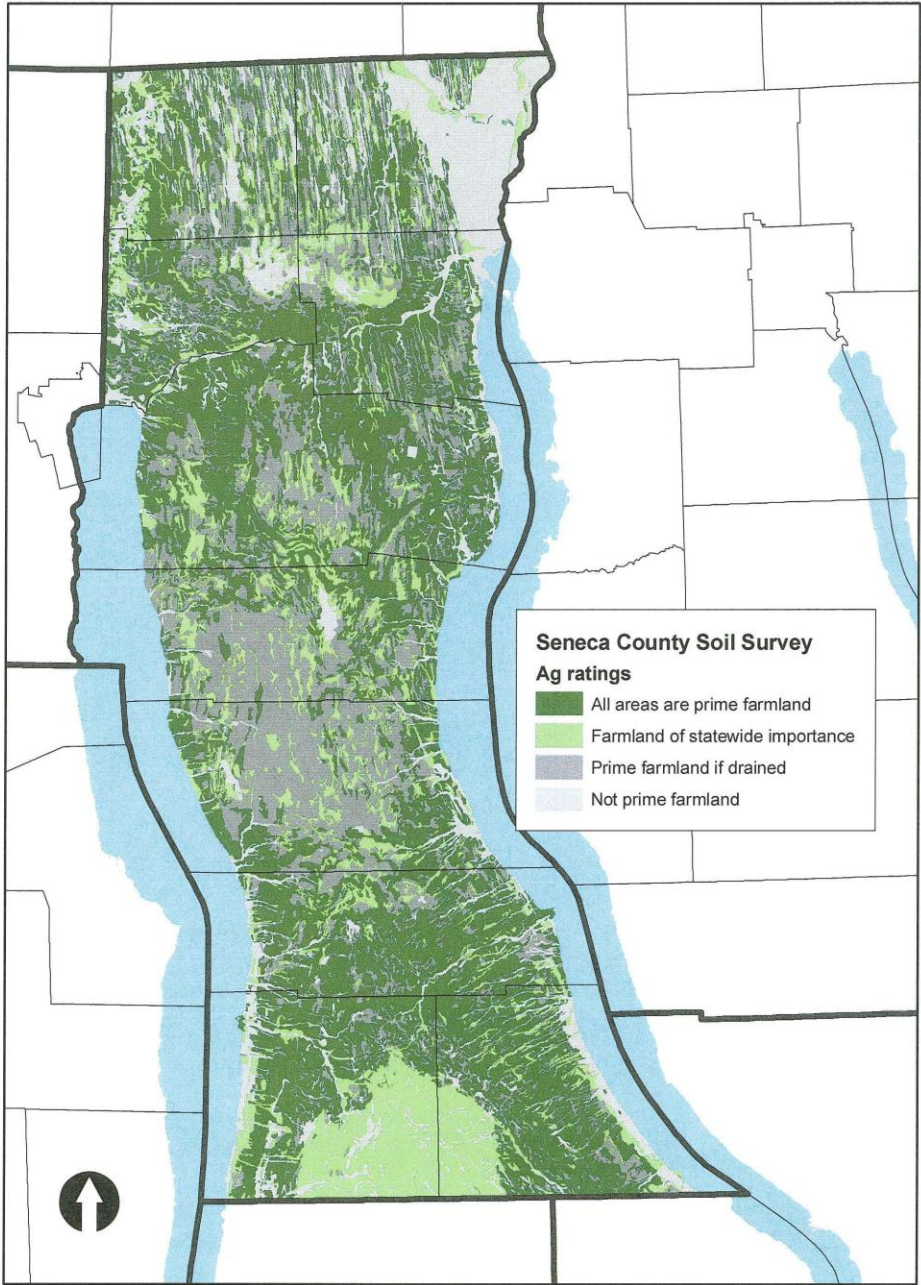 Seneca County Soil Survey
Ag ratings
All areas are prime farmland
Farmland of statewide importance
Prime farmland if drained
Not prime farmland